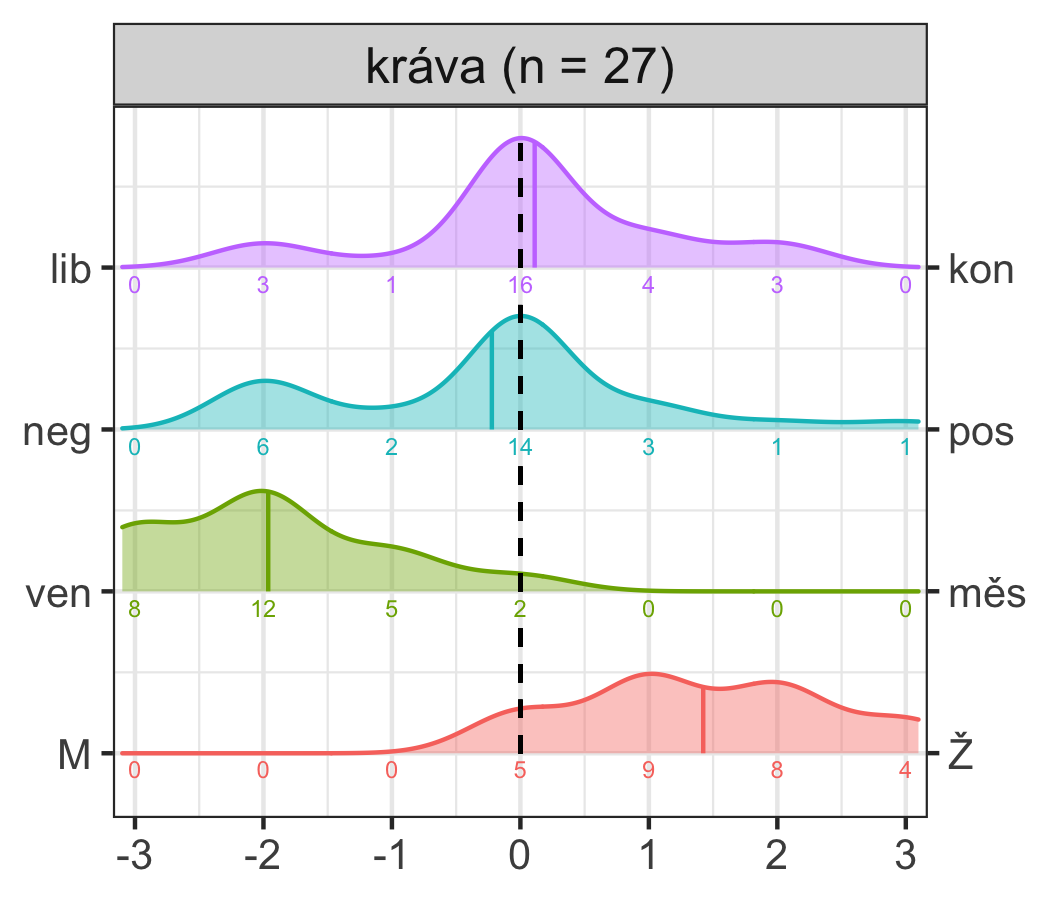 kráva (n = 27)
lib kon
0 3 1 16 4 3 0
neg pos
0 6 2 14 3 1 1
ven měs
8 12 5 2 0 0 0
M Ž
0 0 0 5 9 8 4
-3 -2 -1 0 1 2 3